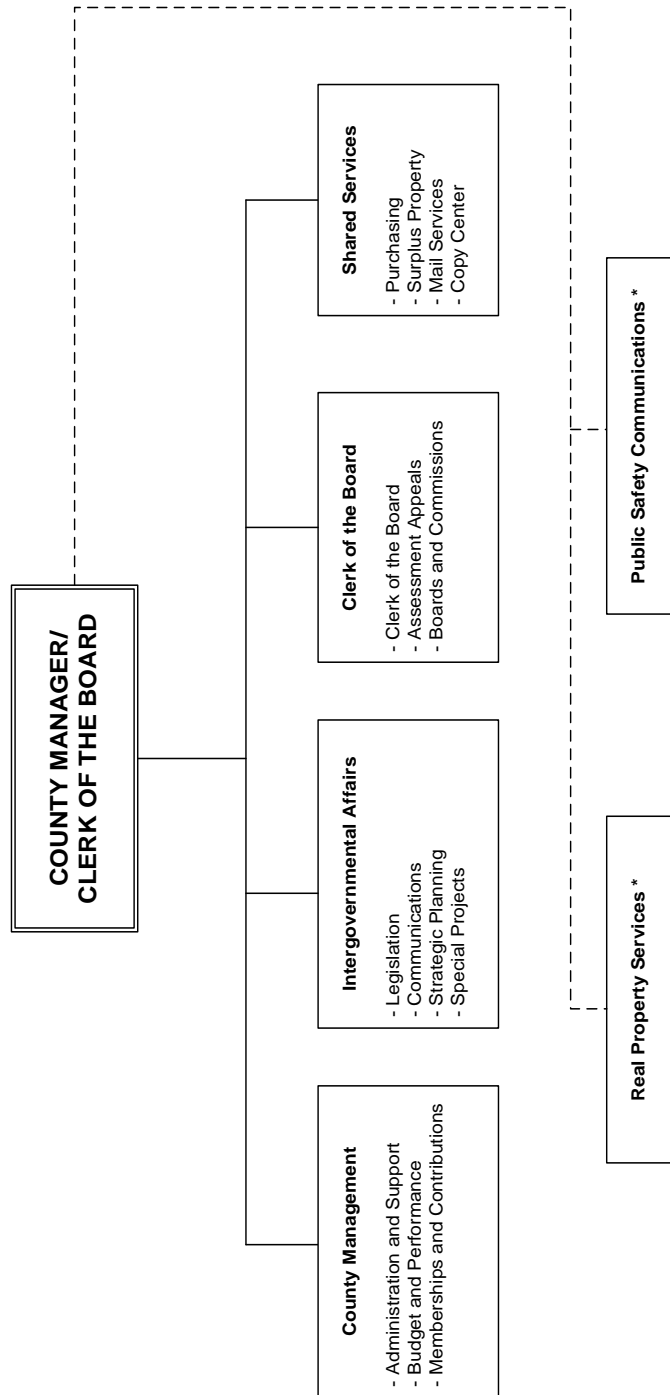 COUNTY MANAGER/
CLERK OF THE BOARD
County Management
- Administration and Support
- Budget and Performance
- Memberships and Contributions
Intergovernmental Affairs
- Legislation
- Communications
- Strategic Planning
- Special Projects
Clerk of the Board
- Clerk of the Board
- Assessment Appeals
- Boards and Commissions
Shared Services
- Purchasing
- Surplus Property
- Mail Services
- Copy Center
Real Property Services *
Public Safety Communications *